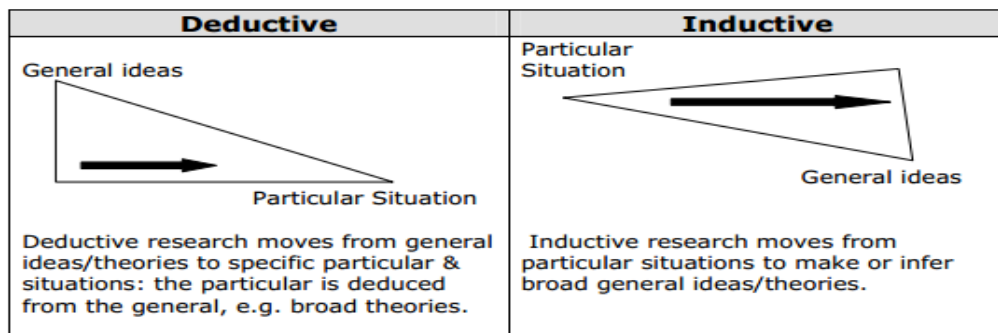 Deductive
Inductive
General ideas
Particular Situation
Deductive research moves from general
ideas/theories to specific particular &
situations: the particular is deduced
from the general, e.g. broad theories.
Particular
Situation
General ideas
Inductive research moves from
particular situations to make or infer
broad general ideas/theories.